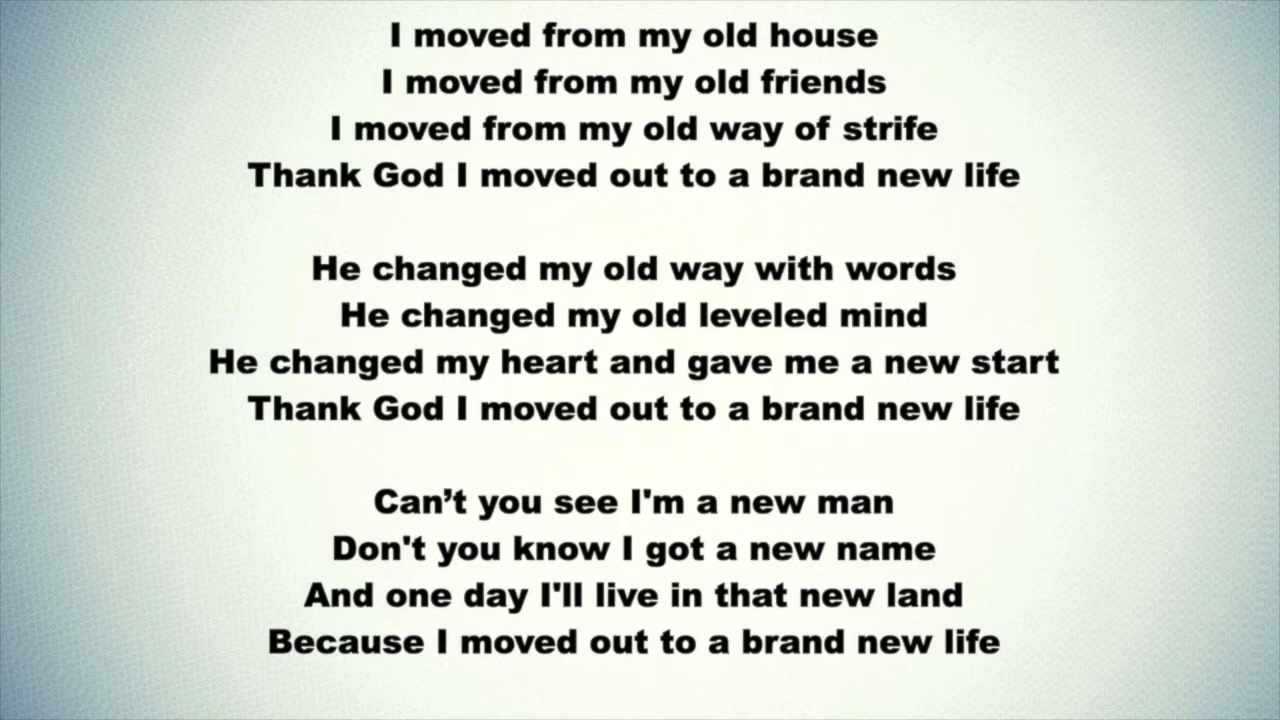 I moved from my old house
I moved from my old friends
I moved from my old way of strife
Thank God I moved out to a brand new life
He changed my old way with words
He changed my old leveled mind
He changed my heart and gave me a new start
Thank God I moved out to a brand new life
Can’t you see I'm a new man
Don't you know I got a new name
And one day I'll live in that new land
Because I moved out to a brand new life